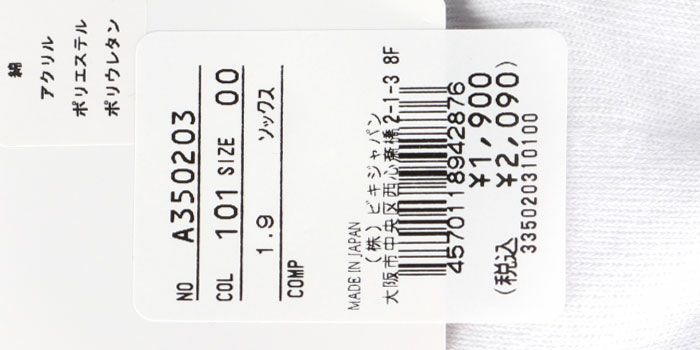 綿
アクリル
ポリエステル
ポリウレタン
NO A350203
COL 101 SIZE 00
1.9 ソックス
COMP
MADE IN JAPAN
(株) ビキジャパン
大阪市中央区西心斎橋 2-1-3 8F
4570118942876
¥1,900
(税込 ¥2,090)
335020310100